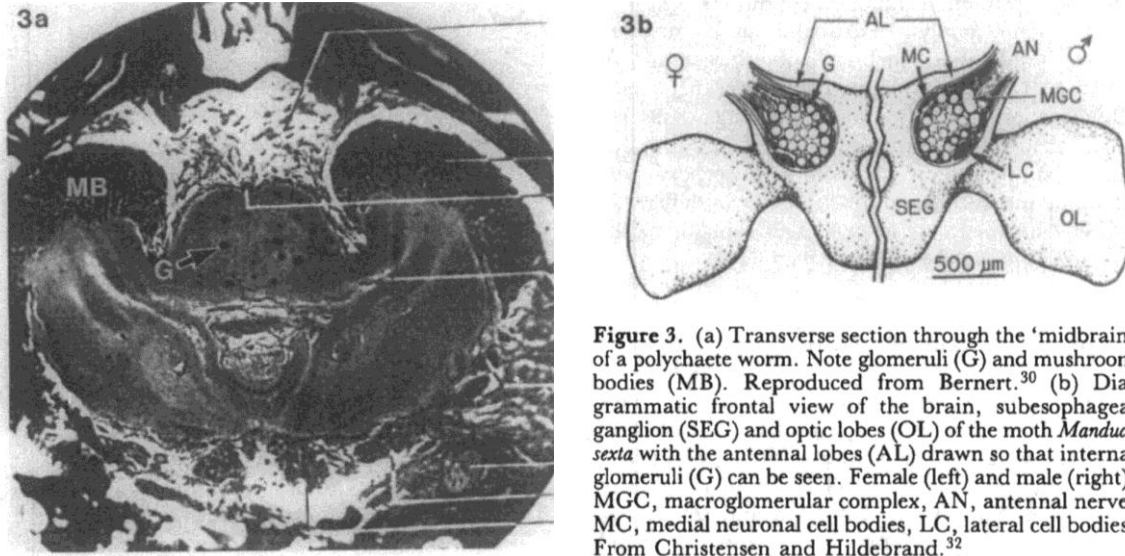 3a
MB
G
3b
AL
AN
G
MC
♀
♂
MGC
LC
SEG
OL
500 μm
Figure 3. (a) Transverse section through the ‘midbrain
of a polychaete worm. Note glomeruli (G) and mushroon
bodies (MB). Reproduced from Bernert.30 (b) Dia
grammatic frontal view of the brain, subesophagea
ganglion (SEG) and optic lobes (OL) of the moth Manduc
sexta with the antennal lobes (AL) drawn so that interna
glomeruli (G) can be seen. Female (left) and male (right)
MGC, macroglomerular complex, AN, antennal nerve
MC, medial neuronal cell bodies, LC, lateral cell bodies
From Christensen and Hildebrand.32